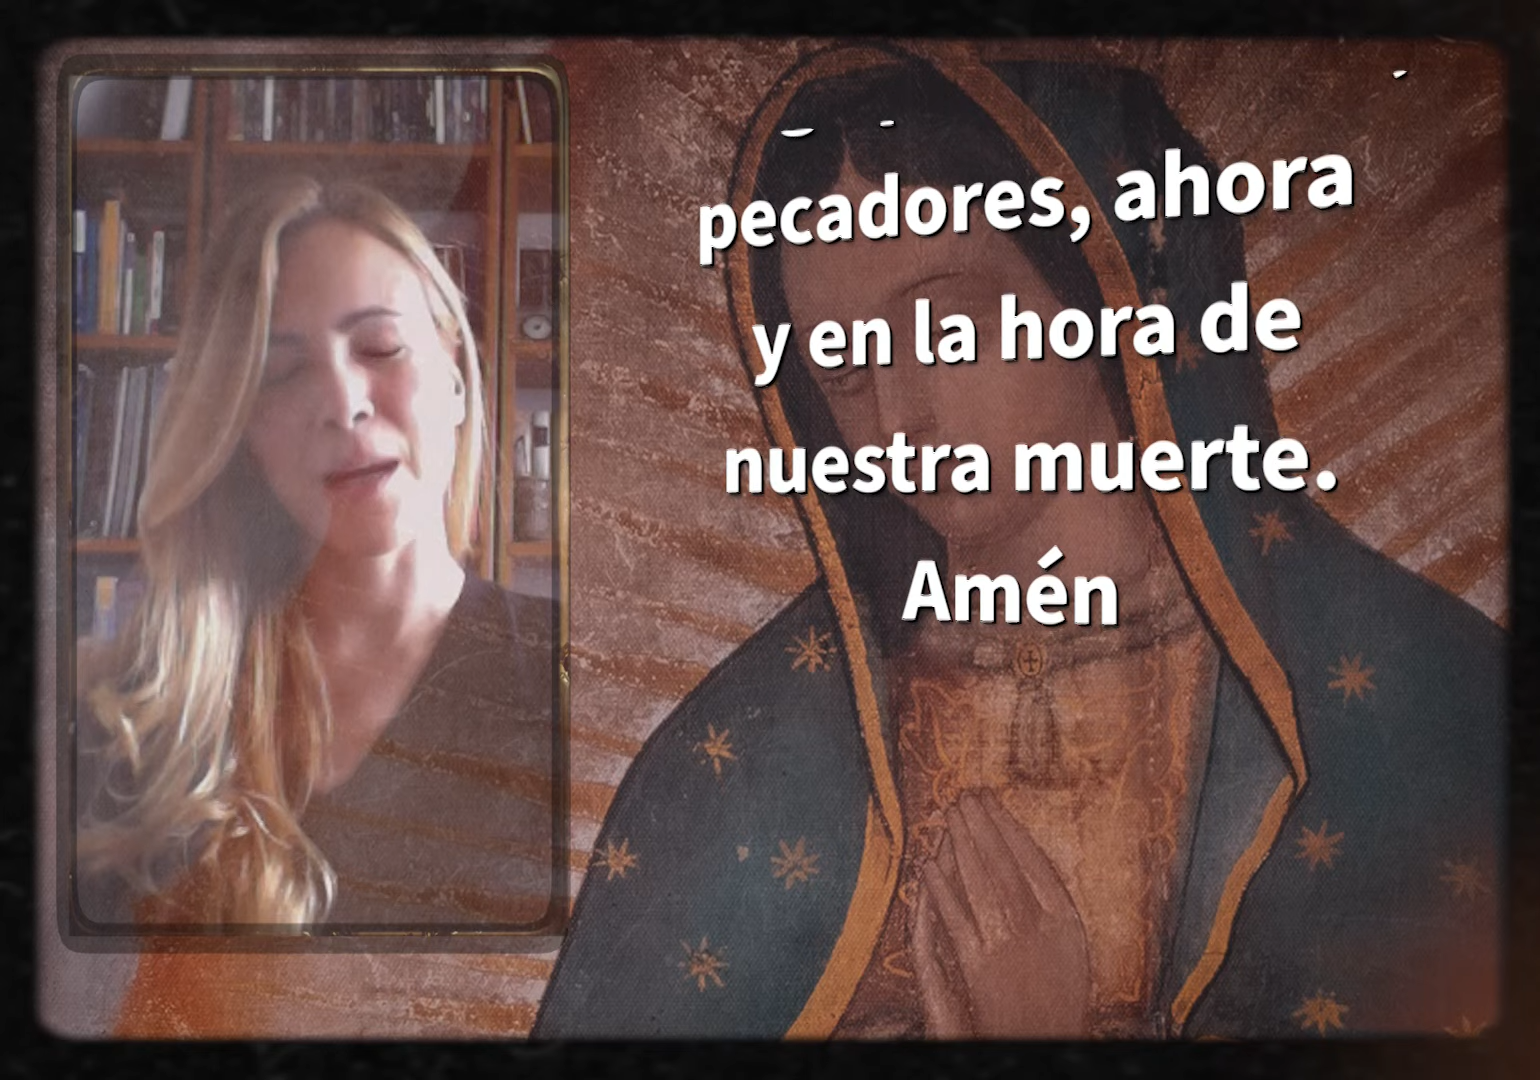 pecadores, ahora
y en la hora de
nuestra muerte.
Amén